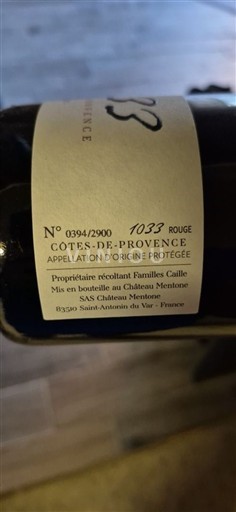 33
PROVENCE
N° 0394/2900 1033 ROUGE
CÔTES-DE-PROVENCE
APPELLATION D'ORIGINE PROTÉGÉE
Propriétaire récoltant Familles Caille
Mis en bouteille au Château Mentone
SAS Château Mentone
83510 Saint-Antonin du Var - France